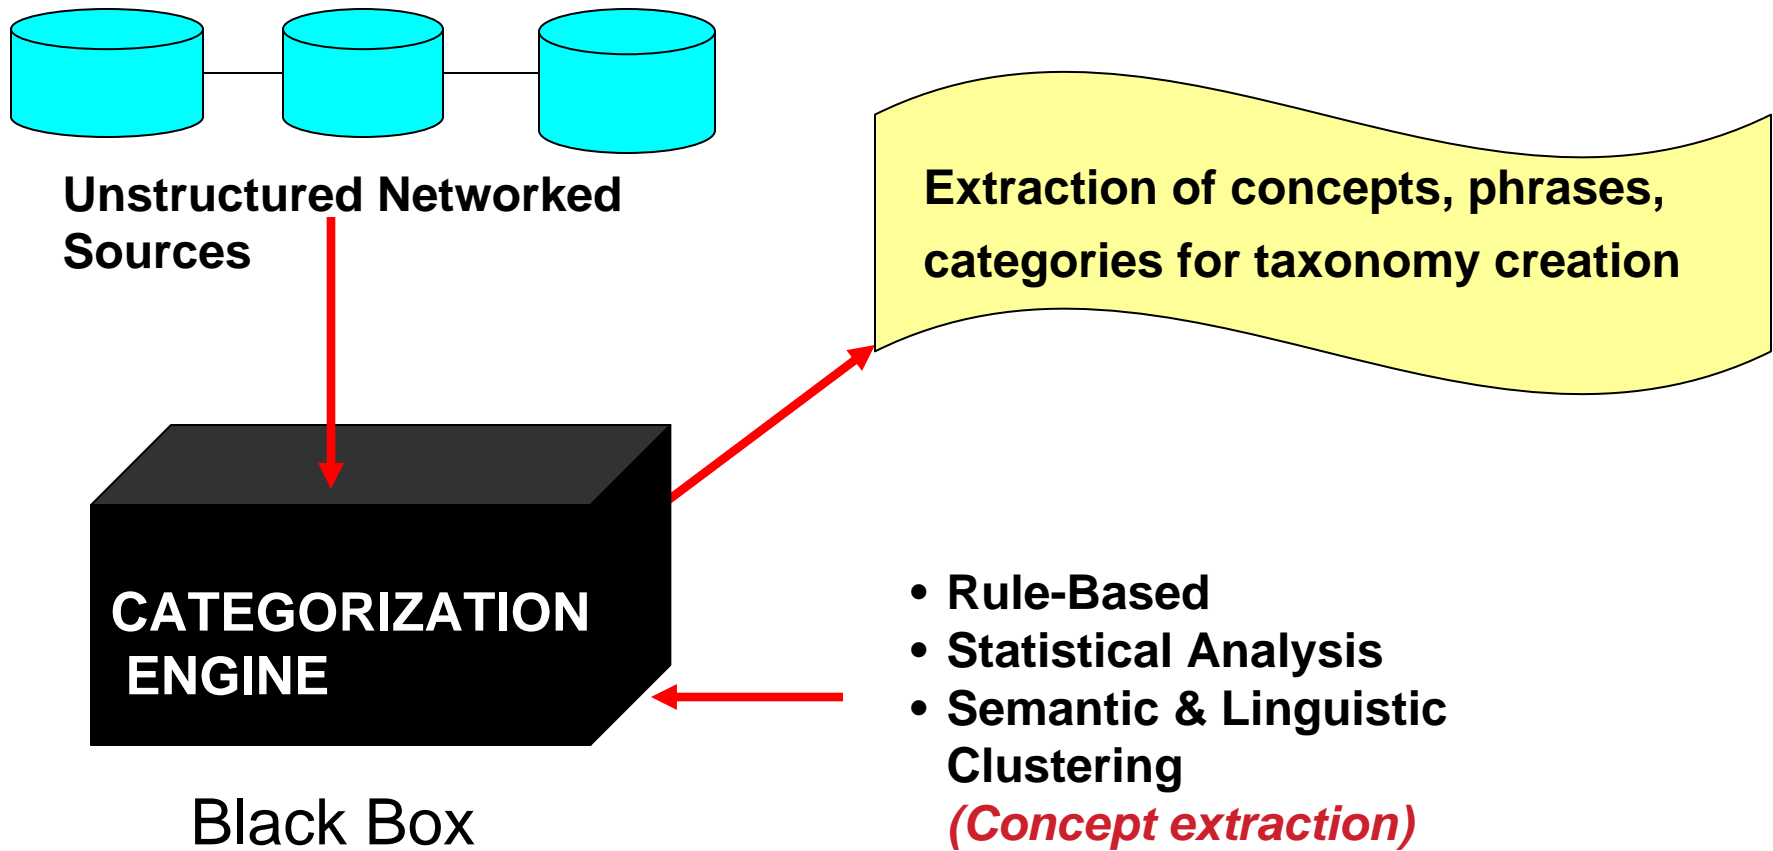 Unstructured Networked
Sources
Extraction of concepts, phrases,
categories for taxonomy creation
CATEGORIZATION
ENGINE
Black Box
• Rule-Based
• Statistical Analysis
• Semantic & Linguistic
Clustering
(Concept extraction)